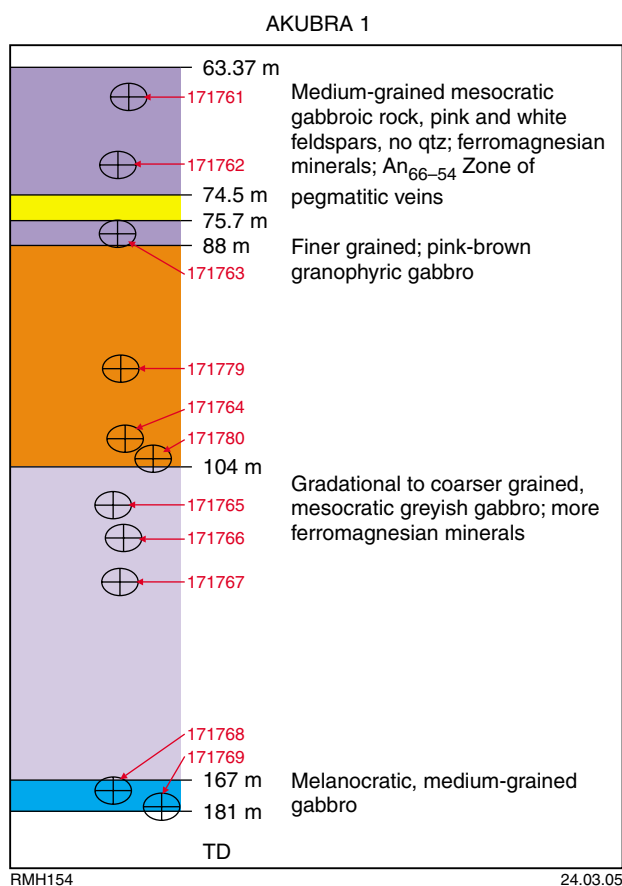 AKUBRA 1
63.37 m
171761
Medium-grained mesocratic
gabbroic rock, pink and white
feldspars, no qtz; ferromagnesian
minerals; An66–54 Zone of
pegmatitic veins
171762
74.5 m
75.7 m
88 m
Finer grained; pink-brown
granophyric gabbro
171763
171779
171764
171780
104 m
Gradational to coarser grained,
mesocratic greyish gabbro; more
ferromagnesian minerals
171765
171766
171767
171768
171769
167 m
Melanocratic, medium-grained
gabbro
181 m
TD
RMH154
24.03.05